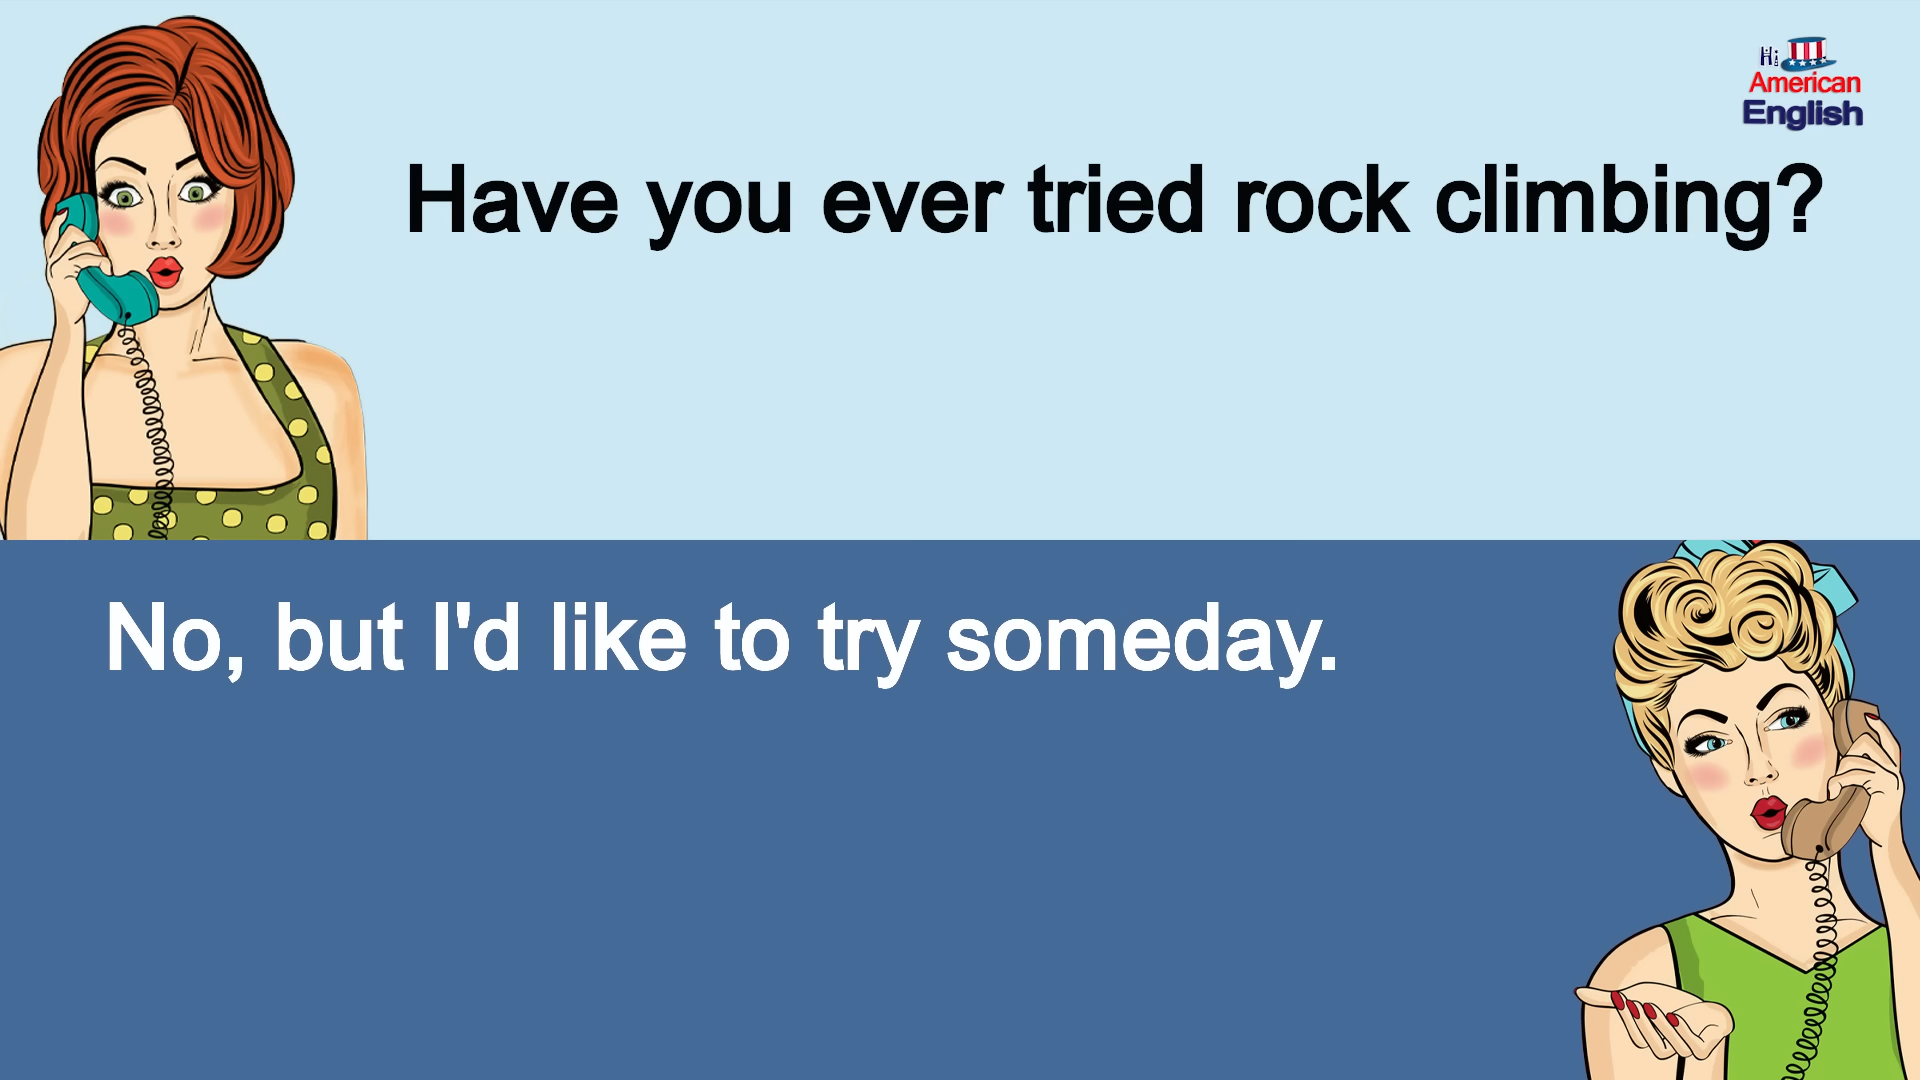 Hi
American
English
Have you ever tried rock climbing?
No, but I'd like to try someday.